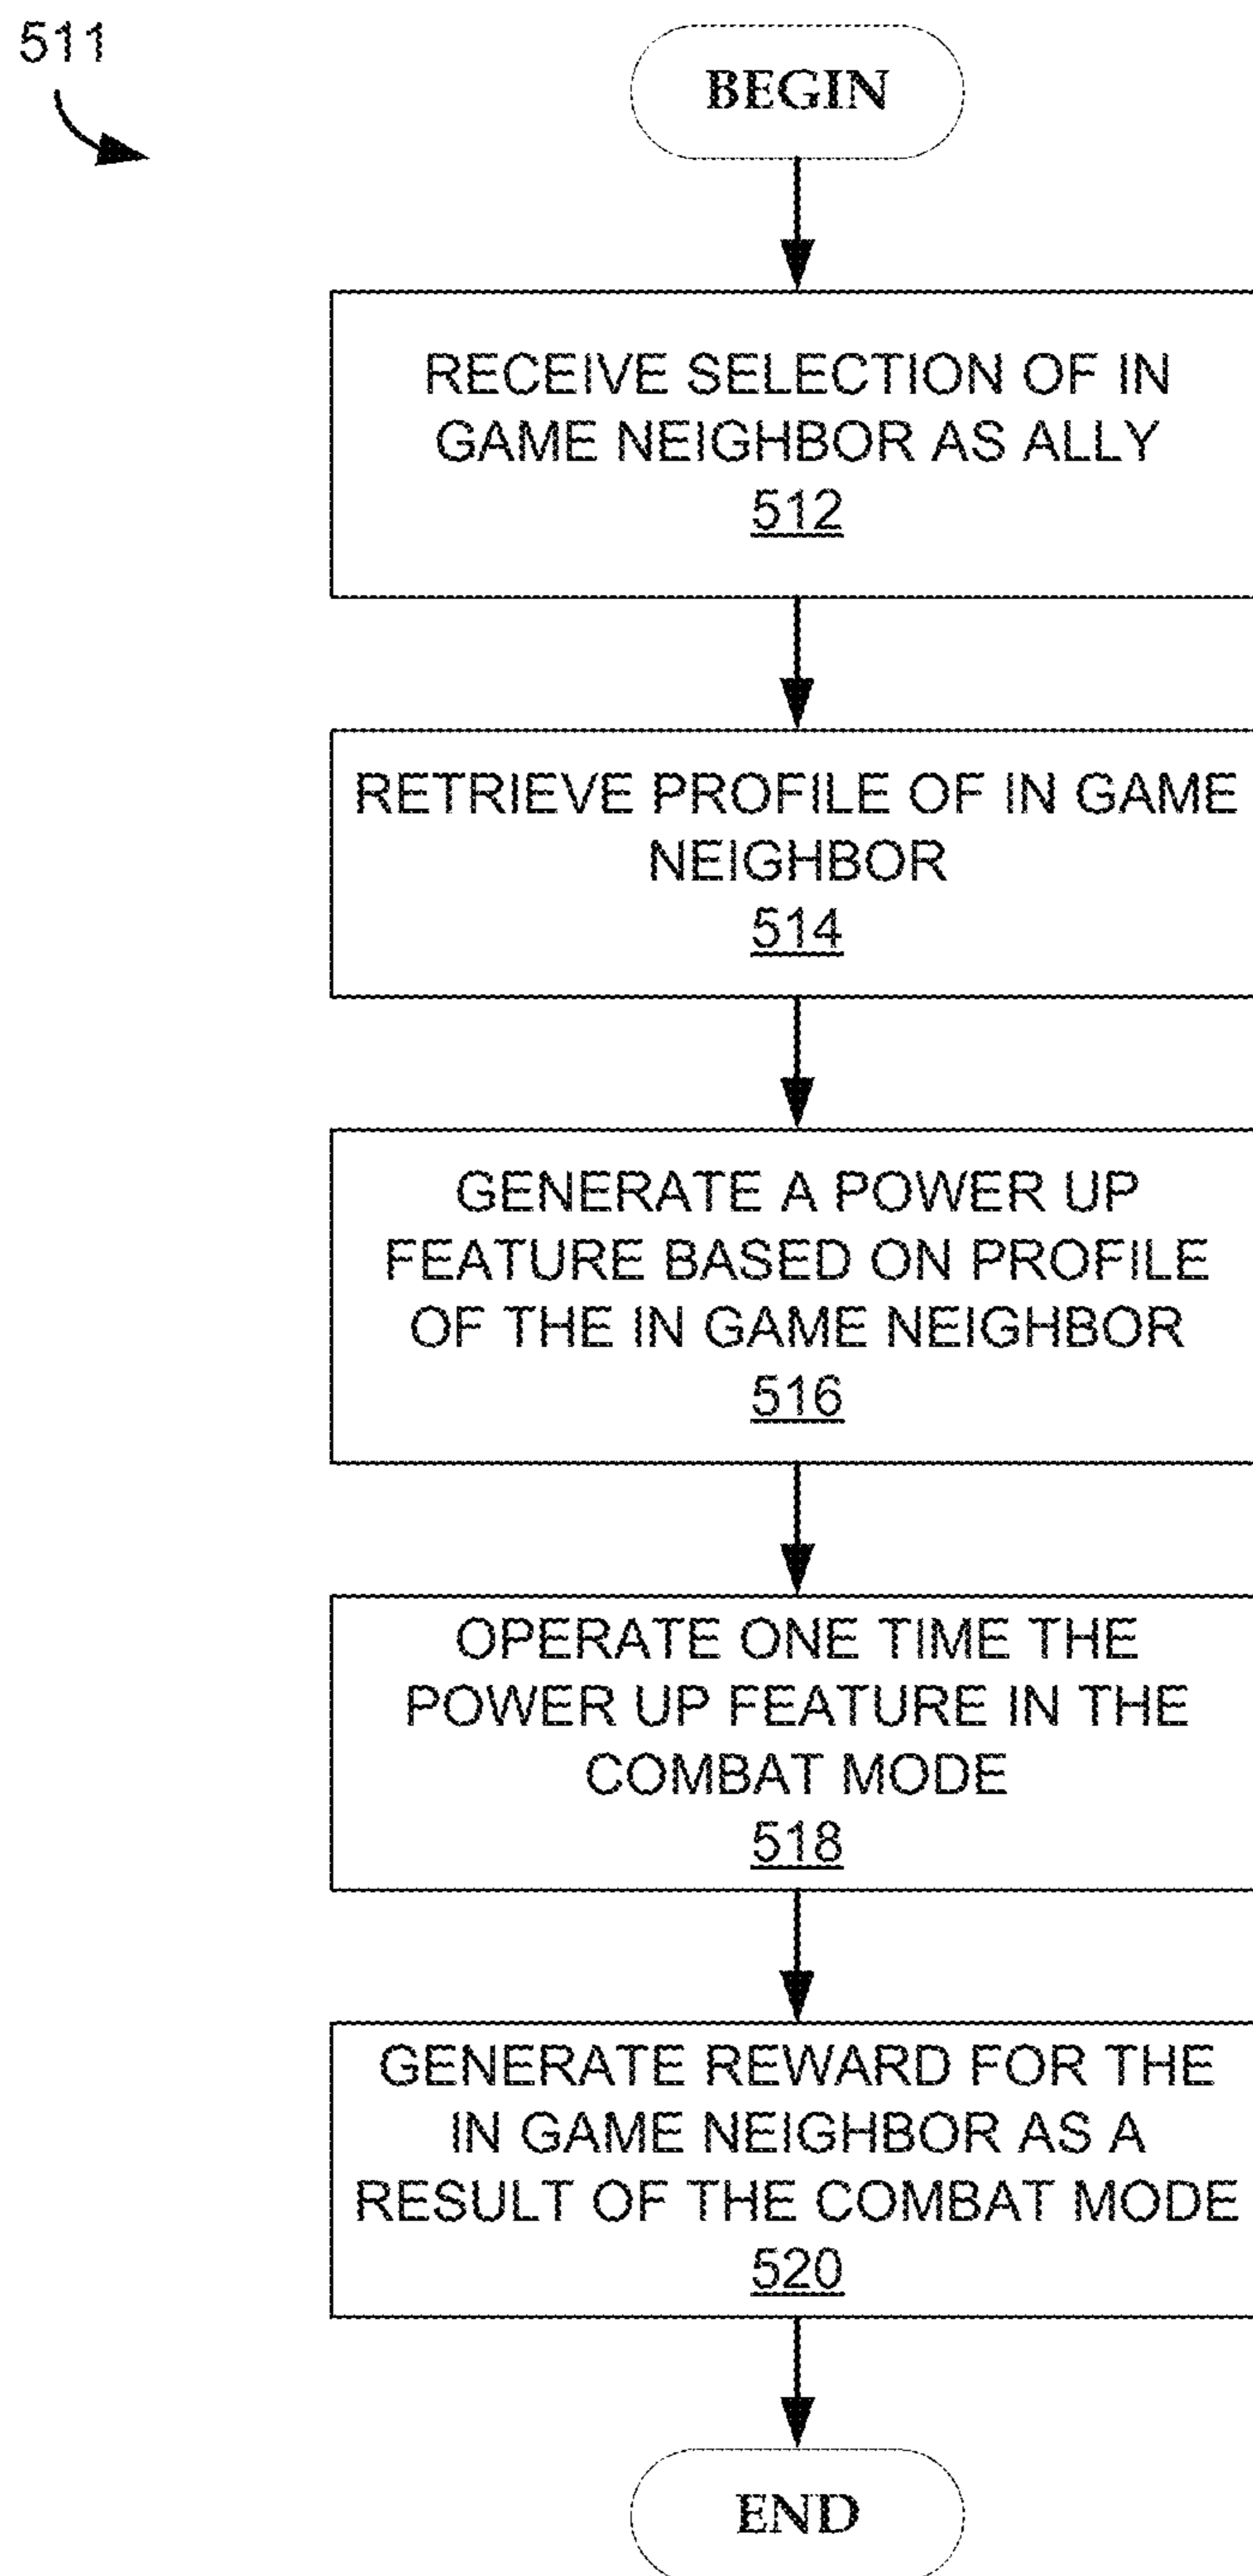 511
BEGIN
RECEIVE SELECTION OF IN
GAME NEIGHBOR AS ALLY
512
RETRIEVE PROFILE OF IN GAME
NEIGHBOR
514
GENERATE A POWER UP
FEATURE BASED ON PROFILE
OF THE IN GAME NEIGHBOR
516
OPERATE ONE TIME THE
POWER UP FEATURE IN THE
COMBAT MODE
518
GENERATE REWARD FOR THE
IN GAME NEIGHBOR AS A
RESULT OF THE COMBAT MODE
520
END